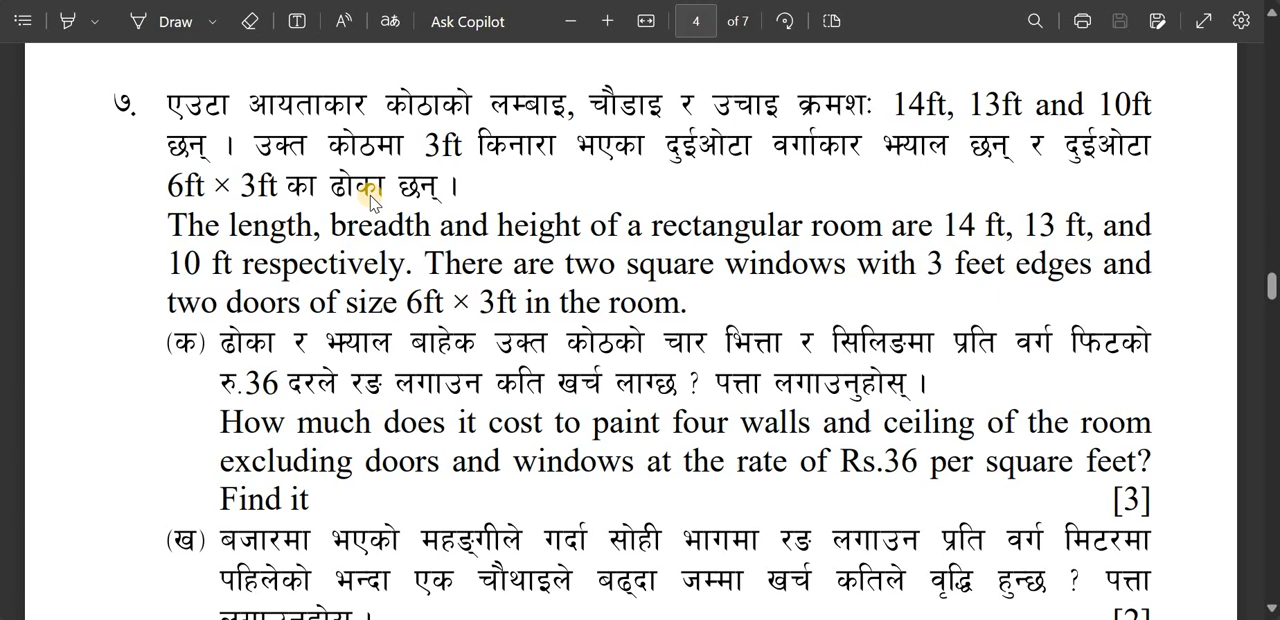 Draw
Ask Copilot
4 of 7
७. एउटा आयताकार कोठाको लम्बाइ, चौडाइ र उचाइ क्रमशः 14ft, 13ft and 10ft
छन् । उक्त कोठमा 3ft किनारा भएका दुईओटा वर्गाकार भ्याल छन् र दुईओटा
6ft × 3ft का ढोका छन् ।
The length, breadth and height of a rectangular room are 14 ft, 13 ft, and
10 ft respectively. There are two square windows with 3 feet edges and
two doors of size 6ft × 3ft in the room.
(क) ढोका र भ्याल बाहेक उक्त कोठको चार भित्ता र सिलिङमा प्रति वर्ग फिटको
रु.36 दरले रङ लगाउन कति खर्च लाग्छ ? पत्ता लगाउनुहोस् ।
How much does it cost to paint four walls and ceiling of the room
excluding doors and windows at the rate of Rs.36 per square feet?
Find it [3]
(ख) बजारमा भएको महङ्गीले गर्दा सोही भागमा रङ लगाउन प्रति वर्ग मिटरमा
पहिलेको भन्दा एक चौथाइले बढ्दा जम्मा खर्च कतिले वृद्धि हुन्छ ? पत्ता